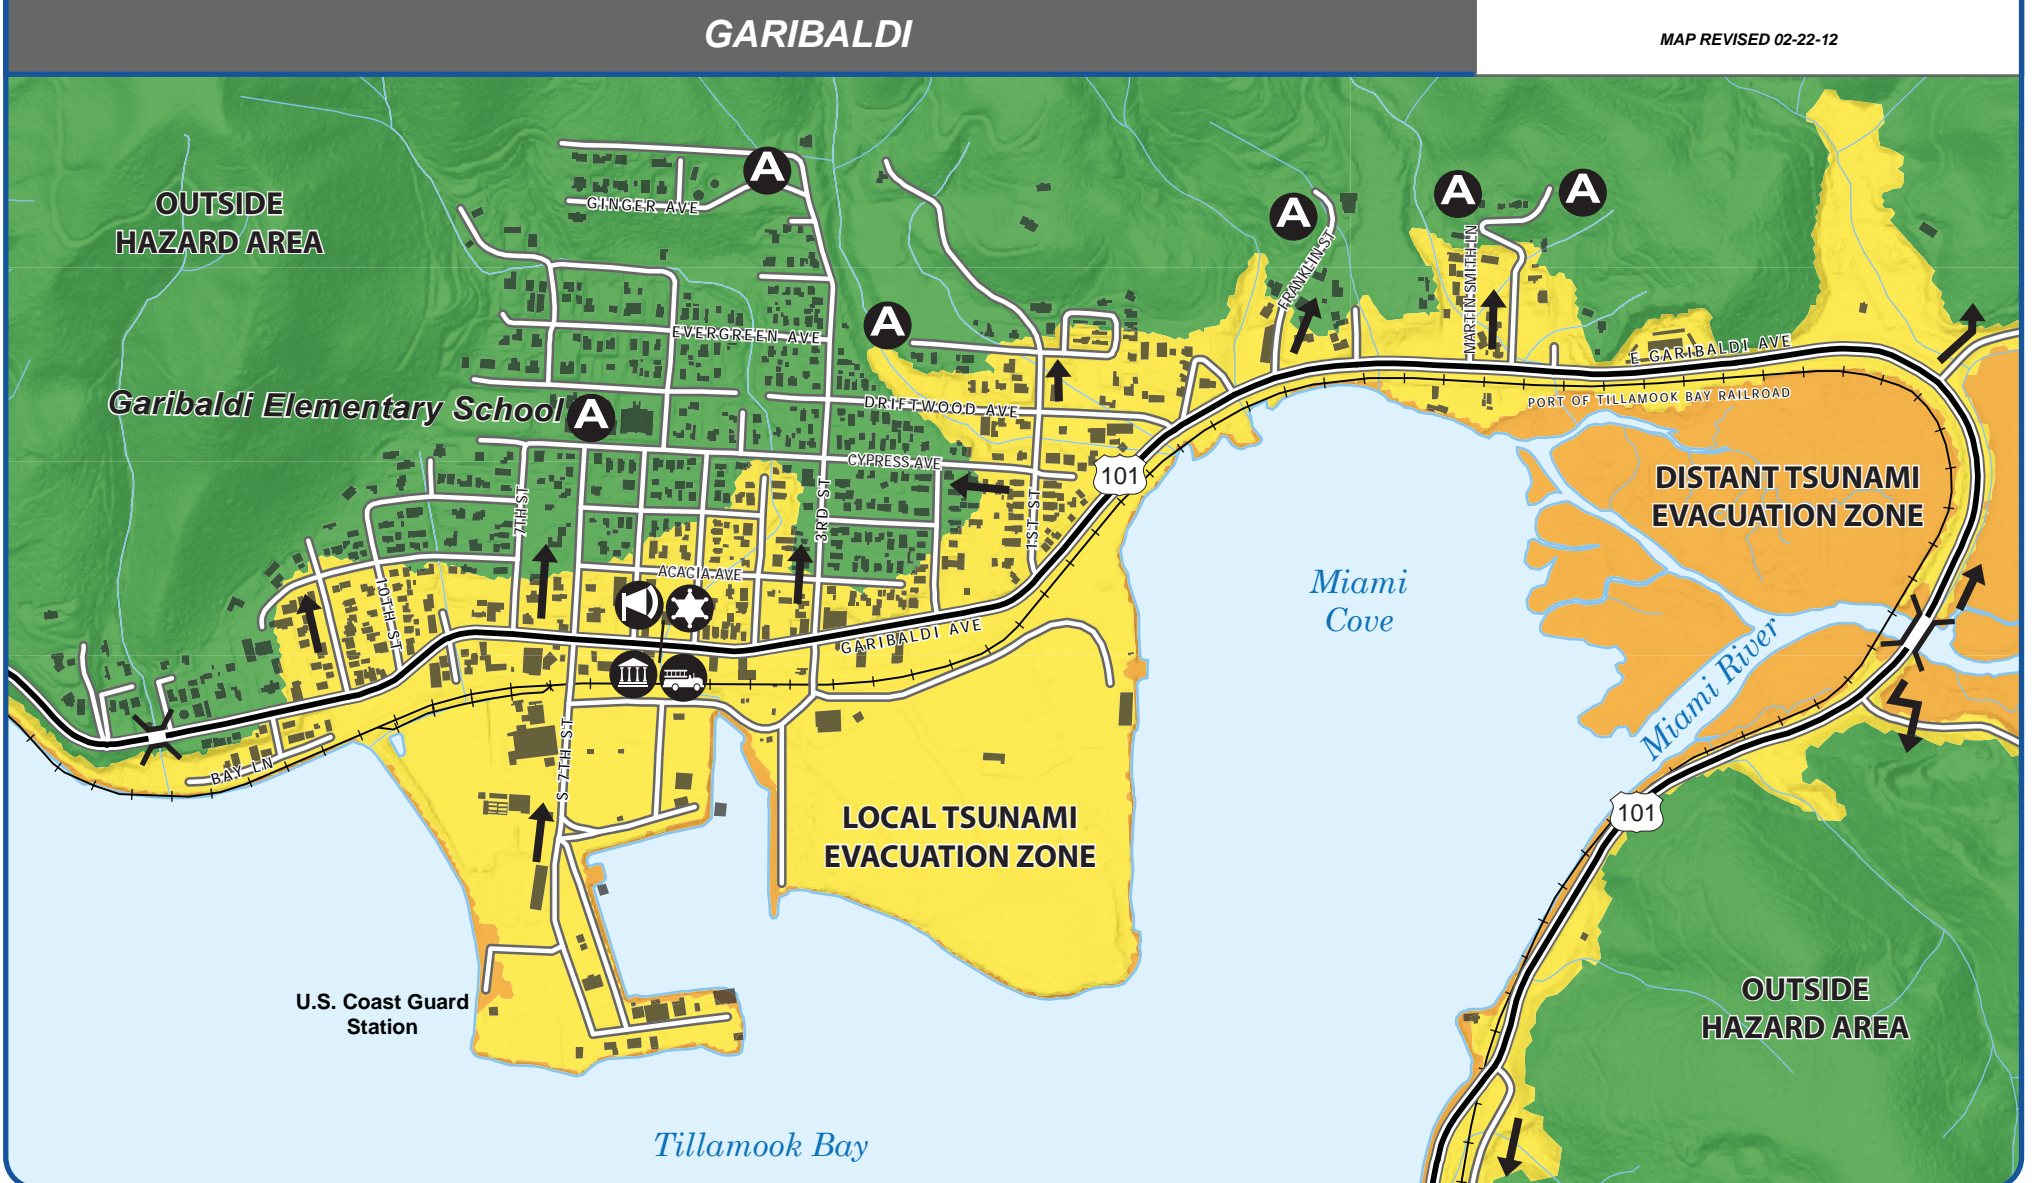 GARIBALDI
MAP REVISED 02-22-12
OUTSIDE
HAZARD AREA
A
GINGER AVE
A
A
A
A
FRANKLIN ST
MARTIN SMITH LN
EVERGREEN AVE
E GARIBALDI AVE
PORT OF TILLAMOOK BAY RAILROAD
Garibaldi Elementary School
A
DRIFTWOOD AVE
CYPRESS AVE
101
DISTANT TSUNAMI
EVACUATION ZONE
7TH ST
3RD ST
1ST ST
ACACIA AVE
10TH ST
GARIBALDI AVE
Miami
Cove
Miami River
BAY LN
S 7TH ST
LOCAL TSUNAMI
EVACUATION ZONE
101
U.S. Coast Guard
Station
OUTSIDE
HAZARD AREA
Tillamook Bay